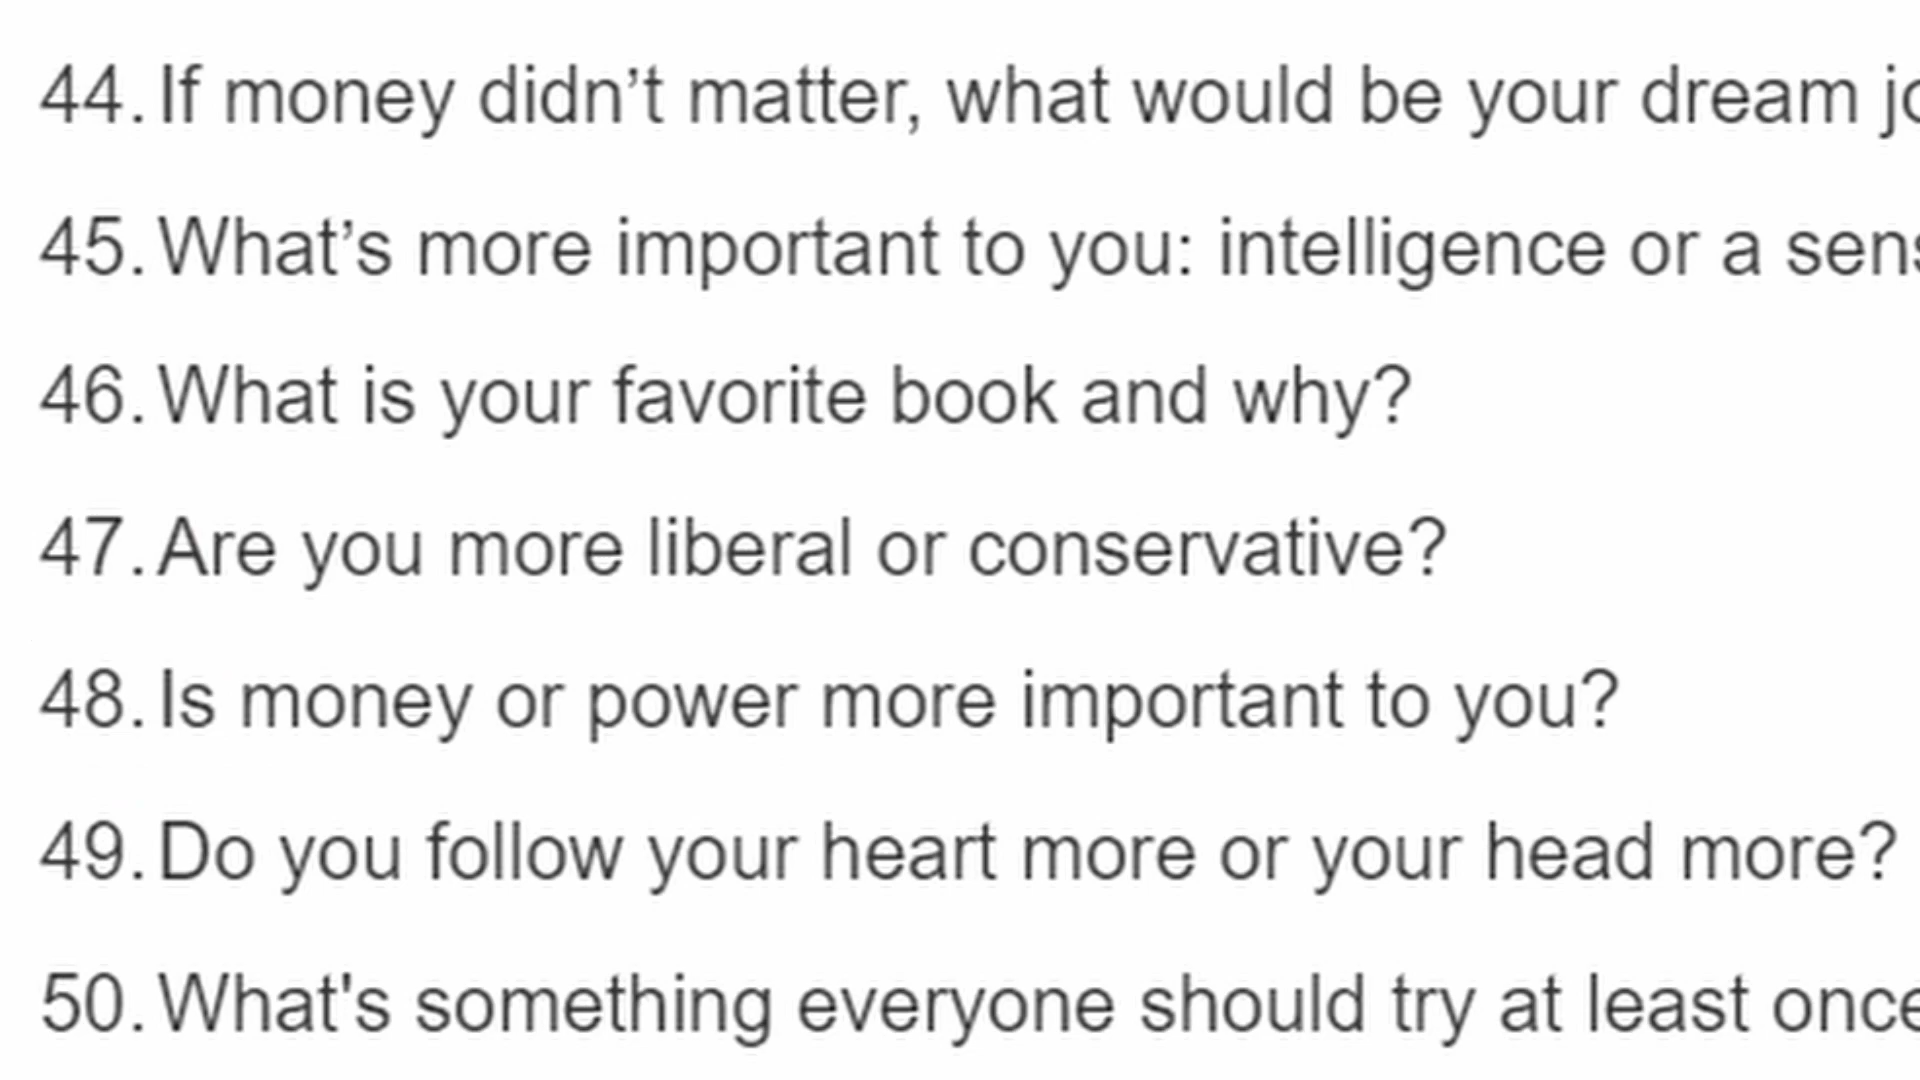 44. If money didn’t matter, what would be your dream
45. What’s more important to you: intelligence or a
46. What is your favorite book and why?
47. Are you more liberal or conservative?
48. Is money or power more important to you?
49. Do you follow your heart more or your head more?
50. What's something everyone should try at least once